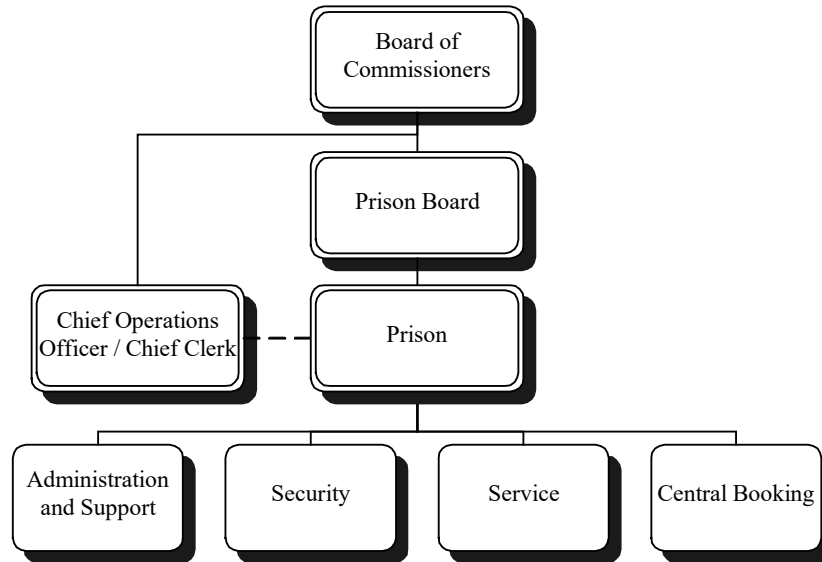 Board of
Commissioners
Prison Board
Chief Operations
Officer / Chief Clerk
Prison
Administration
and Support
Security
Service
Central Booking